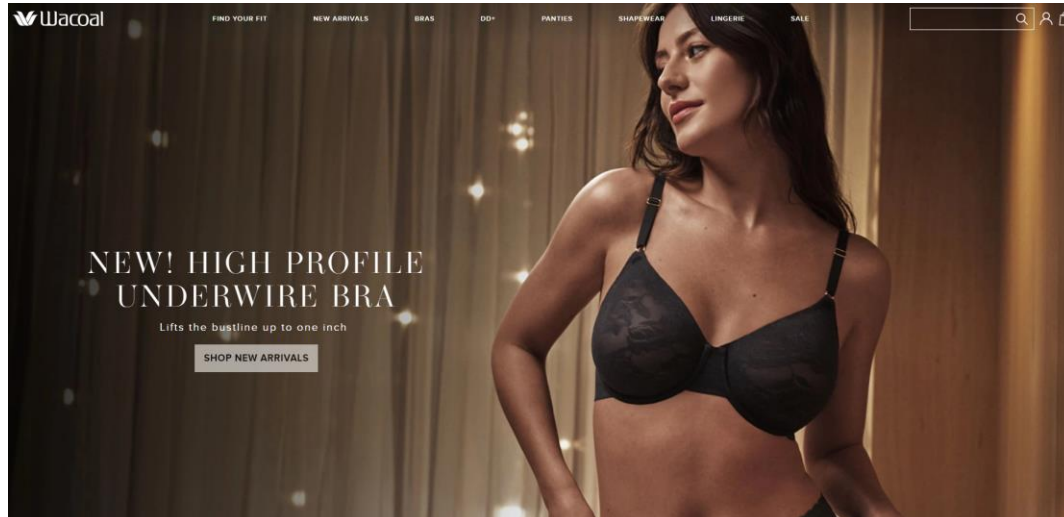 Wacoal
FIND YOUR FIT NEW ARRIVALS BRAS DD+ PANTIES SHAPEWEAR LINGERIE SALE
NEW! HIGH PROFILE
UNDERWIRE BRA
Lifts the bustline up to one inch
SHOP NEW ARRIVALS